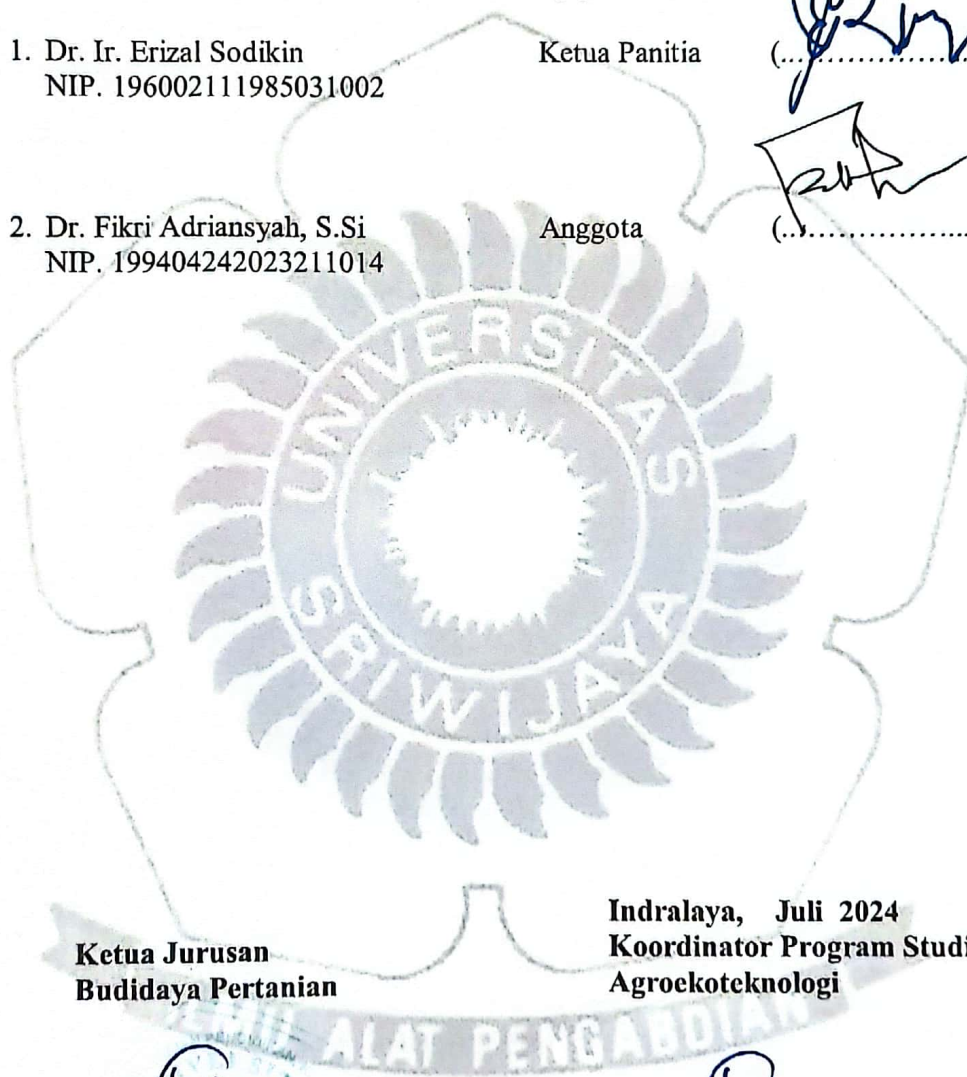 1. Dr. Ir. Erizal Sodikin Ketua Panitia (....................
NIP. 196002111985031002
2. Dr. Fikri Adriansyah, S.Si Anggota (....................
NIP. 199404242023211014
UNIVERSITAS
SRIWIJAYA
Indralaya, Juli 2024
Ketua Jurusan Koordinator Program Studi
Budidaya Pertanian Agroekoteknologi
ILMU ALAT PENGABDIAN